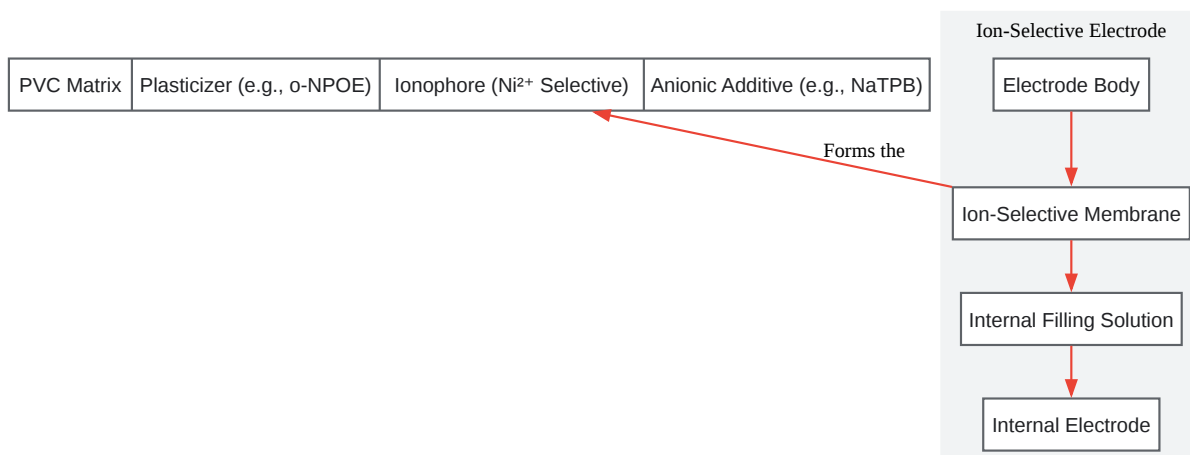 Ion-Selective Electrode
PVC Matrix
Plasticizer (e.g., o-NPOE)
Ionophore (Ni²⁺ Selective)
Anionic Additive (e.g., NaTPB)
Electrode Body
Forms the
Ion-Selective Membrane
Internal Filling Solution
Internal Electrode